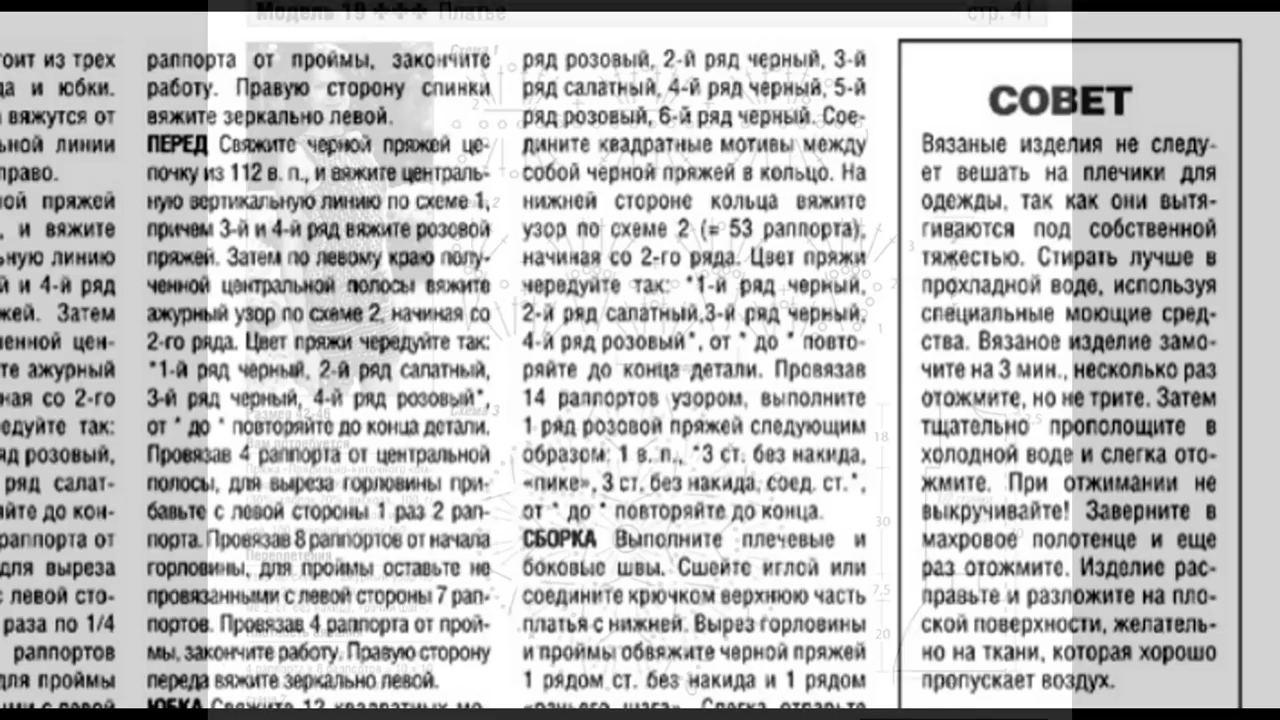 Модель 19 +++ Платье
стр. 41
тоит из трех
да и юбки.
вяжутся от
ьной линии
право.
ой пряжей
, и вяжите
ьную линию
й и 4-й ряд
жей. Затем
ченной цен-
те ажурный
ная со 2-го
редуйте так:
яд розовый,
ряд салат-
яйте до кон-
раппорта от
для выреза
с левой сто-
раза по 1/4
раппортов
для проймы
раппорта от проймы, закончите
работу. Правую сторону спинки
вяжите зеркально левой.
ПЕРЕД Свяжите черной пряжей це-
почку из 112 в. п., и вяжите централь-
ную вертикальную линию по схеме 1,
причем 3-й и 4-й ряд вяжите розовой
пряжей. Затем по левому краю полу-
ченной центральной полосы вяжите
ажурный узор по схеме 2, начиная со
2-го ряда. Цвет пряжи чередуйте так:
*1-й ряд черный, 2-й ряд салатный,
3-й ряд черный, 4-й ряд розовый*,
от * до * повторяйте до конца детали.
Провязав 4 раппорта от центральной
полосы, для выреза горловины при-
бавьте с левой стороны 1 раз 2 рап-
порта. Провязав 8 раппортов от начала
горловины, для проймы оставьте не
провязанными с левой стороны 7 рап-
портов. Провязав 4 раппорта от прой-
мы, закончите работу. Правую сторону
переда вяжите зеркально левой.
ЮБКА Свяжите 12 квадратных мо-
ряд розовый, 2-й ряд черный, 3-й
ряд салатный, 4-й ряд черный, 5-й
ряд розовый, 6-й ряд черный. Сое-
дините квадратные мотивы между
собой черной пряжей в кольцо. На
нижней стороне кольца вяжите
узор по схеме 2 (= 53 раппорта),
начиная со 2-го ряда. Цвет пряжи
чередуйте так: *1-й ряд черный,
2-й ряд салатный,3-й ряд черный,
4-й ряд розовый*, от * до * повто-
ряйте до конца детали. Провязав
14 раппортов узором, выполните
1 ряд розовой пряжей следующим
образом: 1 в. п., *3 ст. без накида,
«пике», 3 ст. без накида, соед. ст.*,
от * до * повторяйте до конца.
СБОРКА Выполните плечевые и
боковые швы. Сшейте иглой или
соедините крючком верхнюю часть
платья с нижней. Вырез горловины
и проймы обвяжите черной пряжей
1 рядом ст. без накида и 1 рядом
«рачьего шага». Слегка отпарьте
СОВЕТ
Вязаные изделия не следу-
ет вешать на плечики для
одежды, так как они вытя-
гиваются под собственной
тяжестью. Стирать лучше в
прохладной воде, используя
специальные моющие сред-
ства. Вязаное изделие замо-
чите на 3 мин., несколько раз
отожмите, но не трите. Затем
тщательно прополощите в
холодной воде и слегка ото-
жмите. При отжимании не
выкручивайте! Заверните в
махровое полотенце и еще
раз отожмите. Изделие рас-
правьте и разложите на пло-
ской поверхности, желатель-
но на ткани, которая хорошо
пропускает воздух.